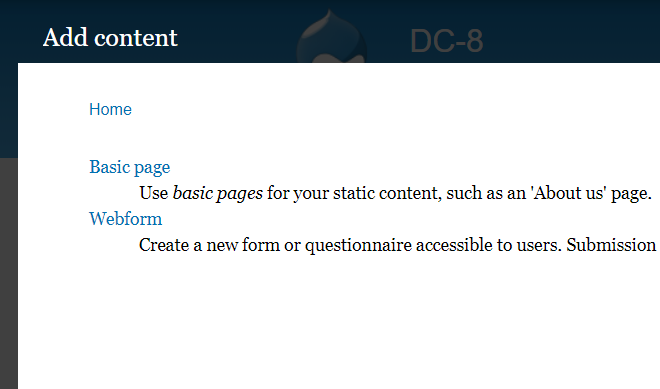 Add content
DC-8
Home
Basic page
Use basic pages for your static content, such as an 'About us' page.
Webform
Create a new form or questionnaire accessible to users. Submission